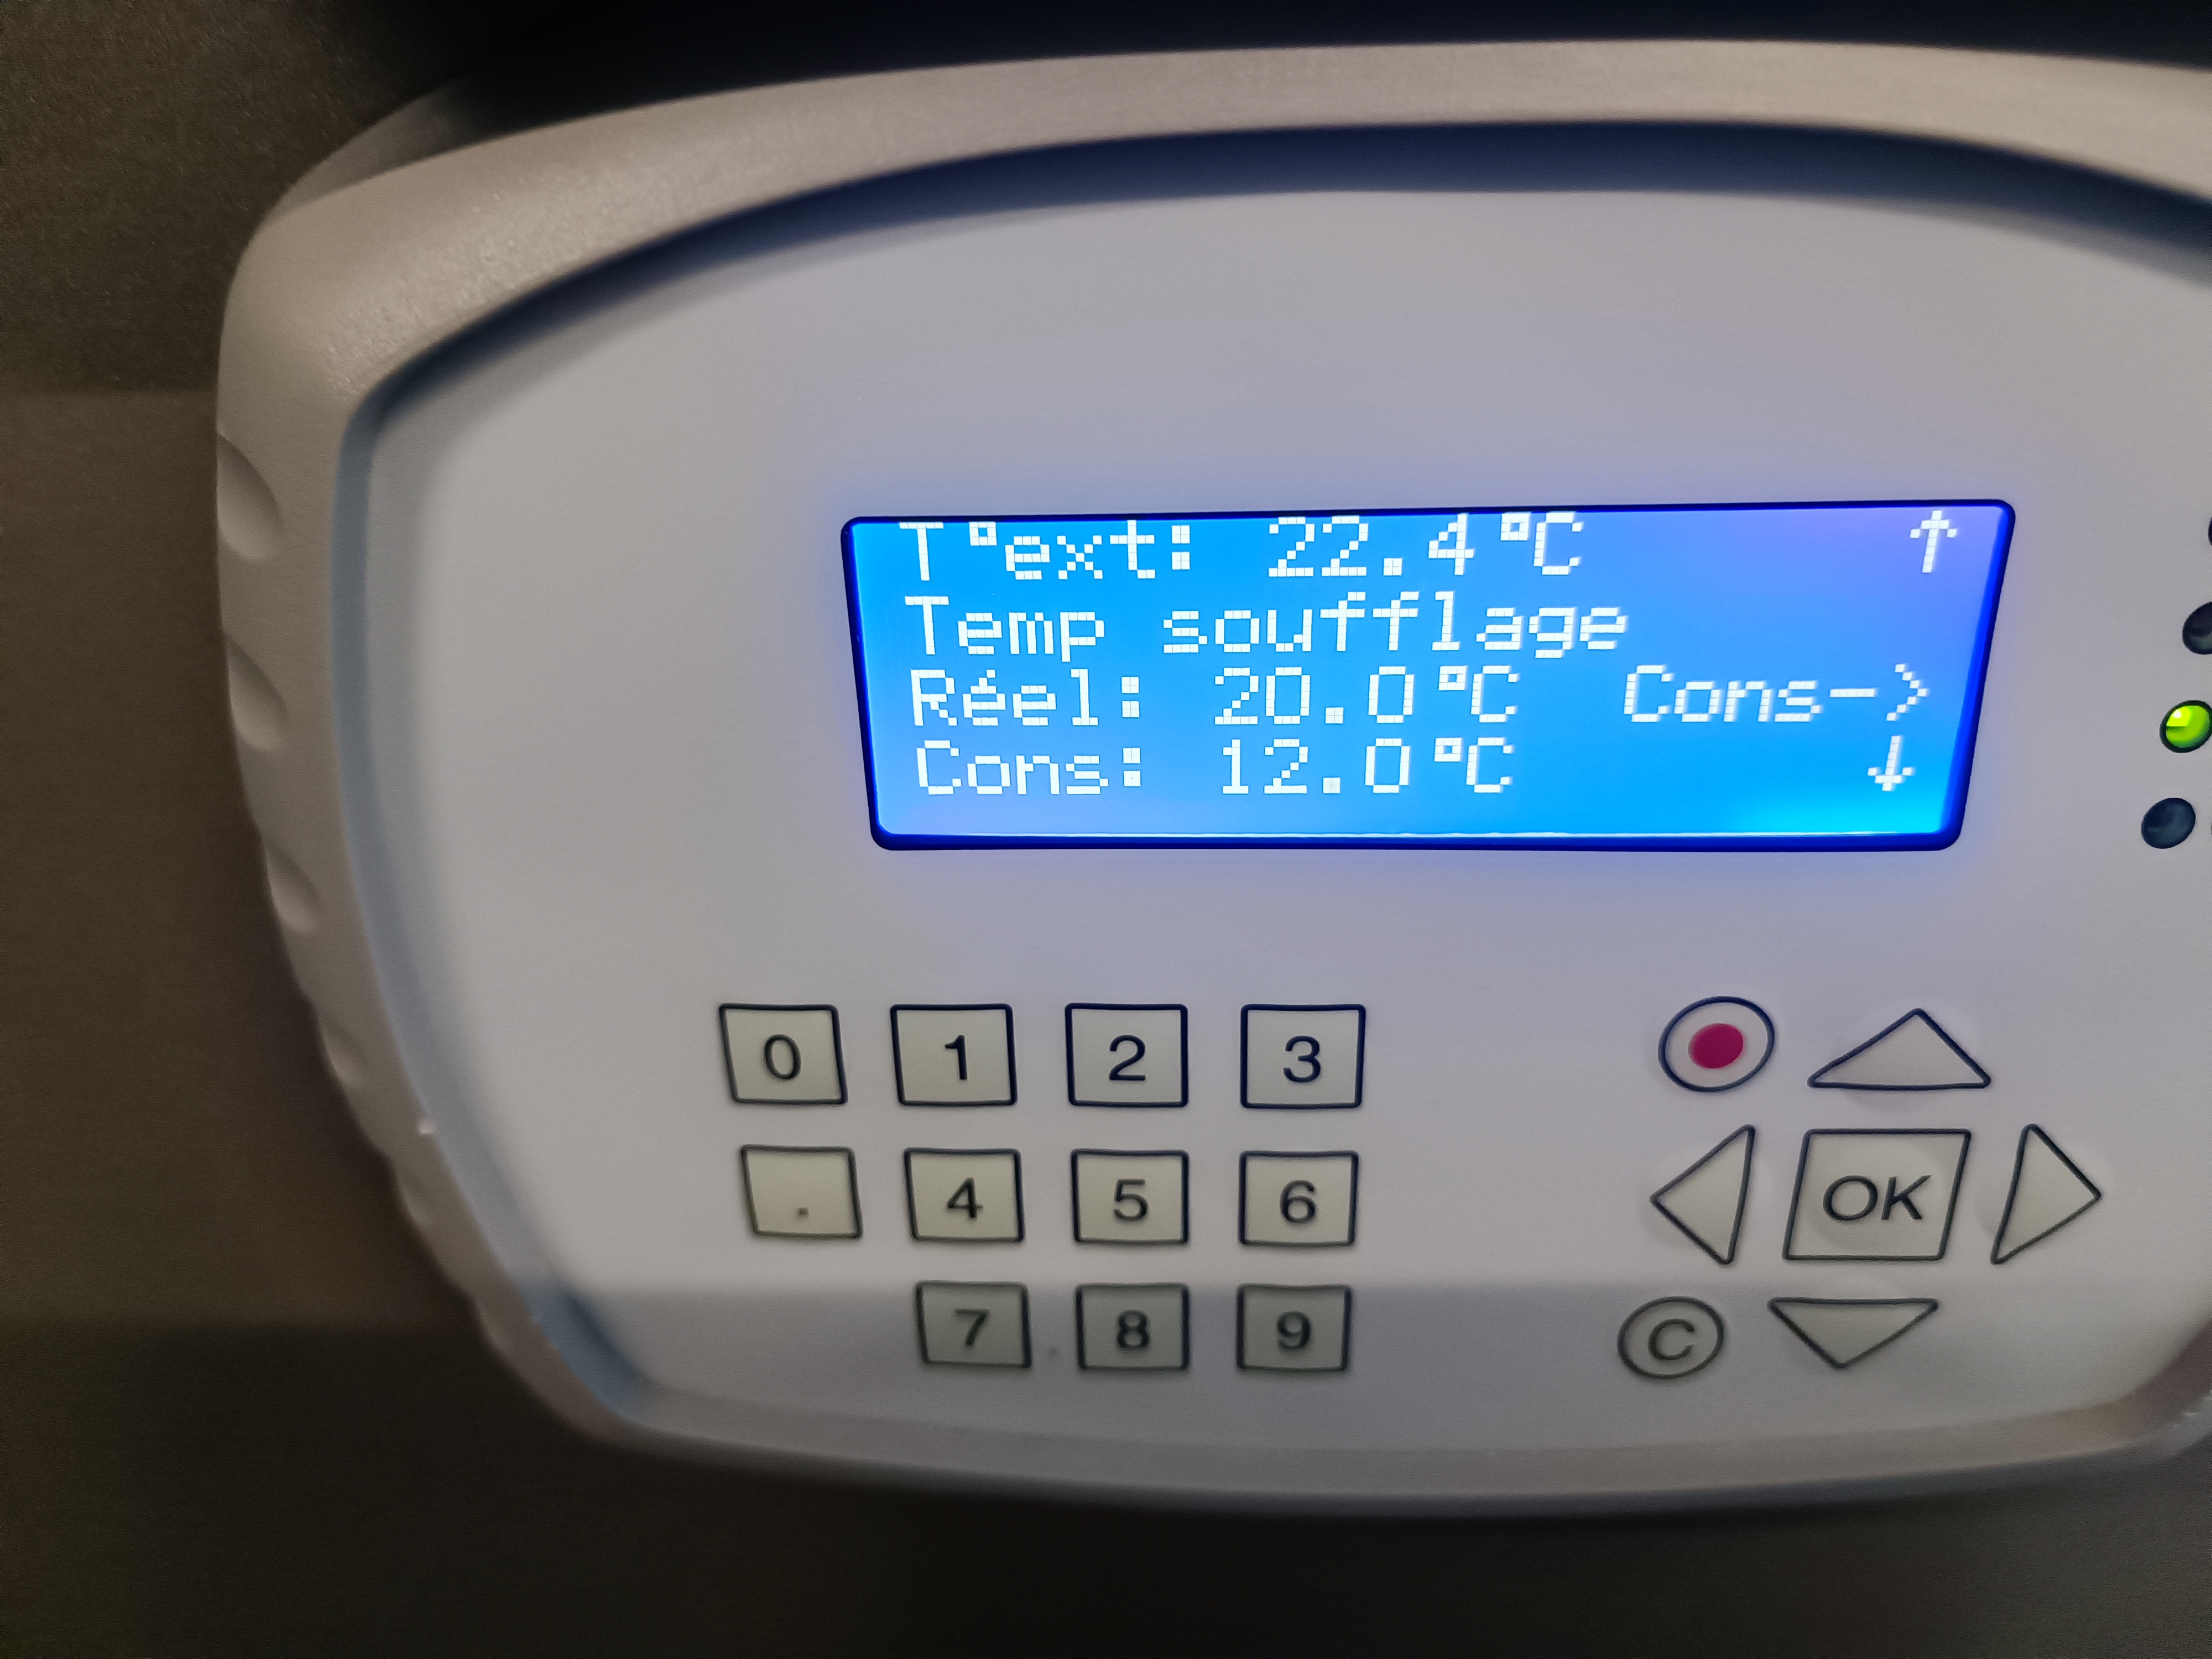 T°ext: 22.4°C ↑
Temp soufflage
Réel: 20.0°C Cons->
Cons: 12.0°C ↓
0 1 2 3
. 4 5 6 OK
7 8 9 C